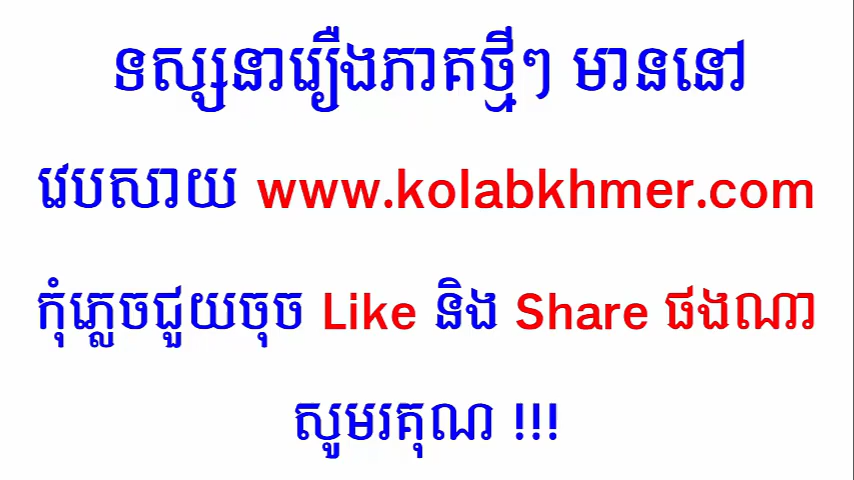 ទស្សនារឿងភាគថ្មីៗ មាននៅ
វេបសាយ www.kolabkhmer.com
កុំភ្លេចជួយចុច Like និង Share ផងណា
សូមរគុណ !!!